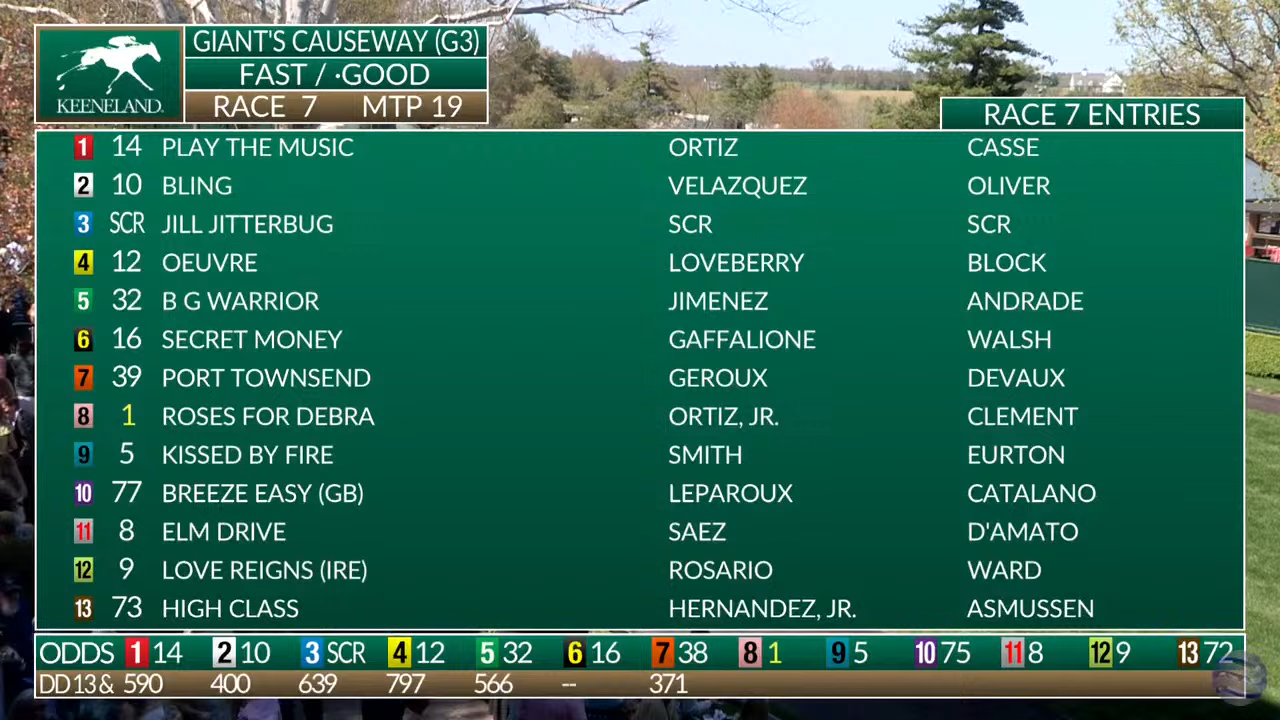 KEENELAND.
GIANT'S CAUSEWAY (G3)
FAST / ·GOOD
RACE 7 MTP 19
RACE 7 ENTRIES
1 14 PLAY THE MUSIC ORTIZ CASSE
2 10 BLING VELAZQUEZ OLIVER
3 SCR JILL JITTERBUG SCR SCR
4 12 OEUVRE LOVEBERRY BLOCK
5 32 B G WARRIOR JIMENEZ ANDRADE
6 16 SECRET MONEY GAFFALIONE WALSH
7 39 PORT TOWNSEND GEROUX DEVAUX
8 1 ROSES FOR DEBRA ORTIZ, JR. CLEMENT
9 5 KISSED BY FIRE SMITH EURTON
10 77 BREEZE EASY (GB) LEPAROUX CATALANO
11 8 ELM DRIVE SAEZ D'AMATO
12 9 LOVE REIGNS (IRE) ROSARIO WARD
13 73 HIGH CLASS HERNANDEZ, JR. ASMUSSEN
ODDS 1 14 2 10 3 SCR 4 12 5 32 6 16 7 38 8 1 9 5 10 75 11 8 12 9 13 72
DD 13 & 590 400 639 797 566 -- 371